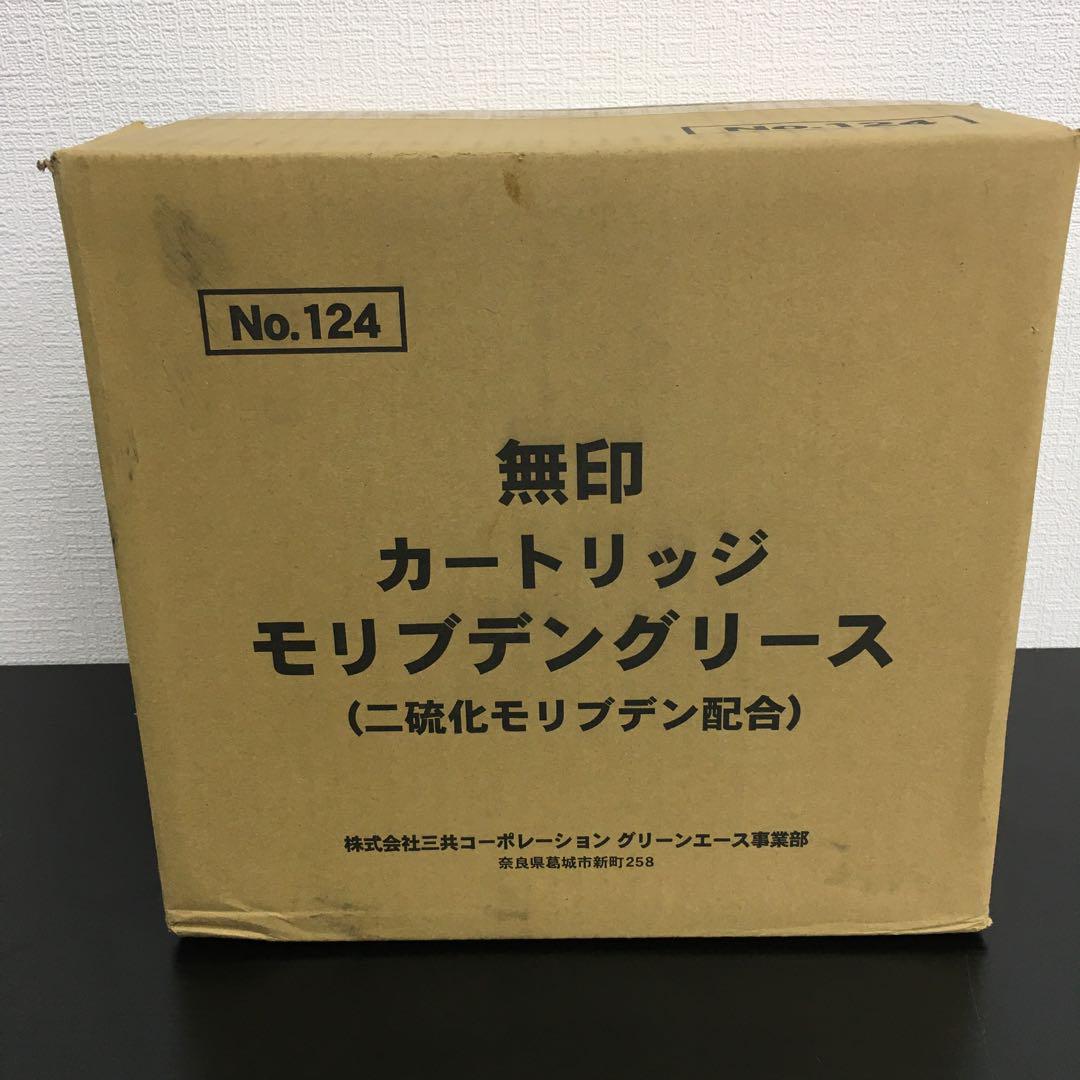 No.124
No.124
無印
カートリッジ
モリブデングリース
(二硫化モリブデン配合)
株式会社三共コーポレーション グリーンエース事業部
奈良県葛城市新町258